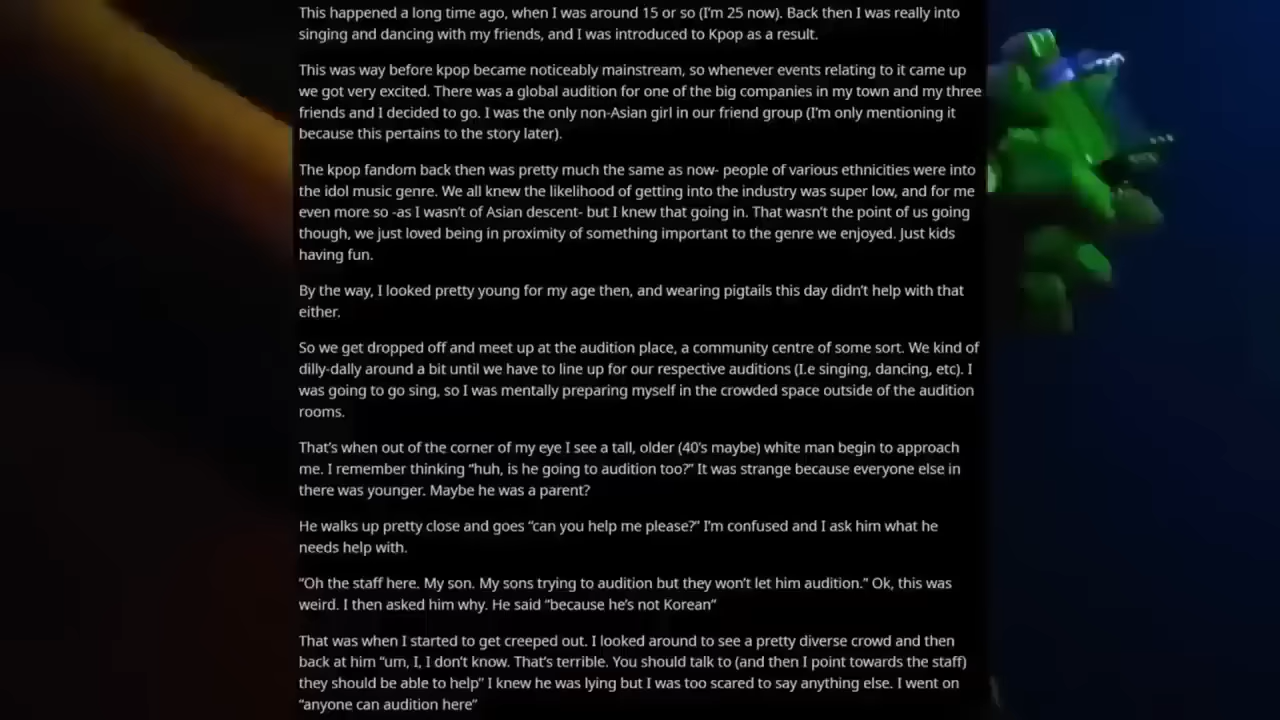 This happened a long time ago, when I was around 15 or so (I'm 25 now). Back then I was really into
singing and dancing with my friends, and I was introduced to Kpop as a result.
This was way before kpop became noticeably mainstream, so whenever events relating to it came up
we got very excited. There was a global audition for one of the big companies in my town and my three
friends and I decided to go. I was the only non-Asian girl in our friend group (I'm only mentioning it
because this pertains to the story later).
The kpop fandom back then was pretty much the same as now- people of various ethnicities were into
the idol music genre. We all knew the likelihood of getting into the industry was super low, and for me
even more so -as I wasn't of Asian descent- but I knew that going in. That wasn't the point of us going
though, we just loved being in proximity of something important to the genre we enjoyed. Just kids
having fun.
By the way, I looked pretty young for my age then, and wearing pigtails this day didn't help with that
either.
So we get dropped off and meet up at the audition place, a community centre of some sort. We kind of
dilly-dally around a bit until we have to line up for our respective auditions (I.e singing, dancing, etc). I
was going to go sing, so I was mentally preparing myself in the crowded space outside of the audition
rooms.
That's when out of the corner of my eye I see a tall, older (40's maybe) white man begin to approach
me. I remember thinking "huh, is he going to audition too?" It was strange because everyone else in
there was younger. Maybe he was a parent?
He walks up pretty close and goes "can you help me please?" I'm confused and I ask him what he
needs help with.
"Oh the staff here. My son. My sons trying to audition but they won't let him audition." Ok, this was
weird. I then asked him why. He said "because he's not Korean"
That was when I started to get creeped out. I looked around to see a pretty diverse crowd and then
back at him "um, I, I don't know. That's terrible. You should talk to (and then I point towards the staff)
they should be able to help" I knew he was lying but I was too scared to say anything else. I went on
"anyone can audition here"